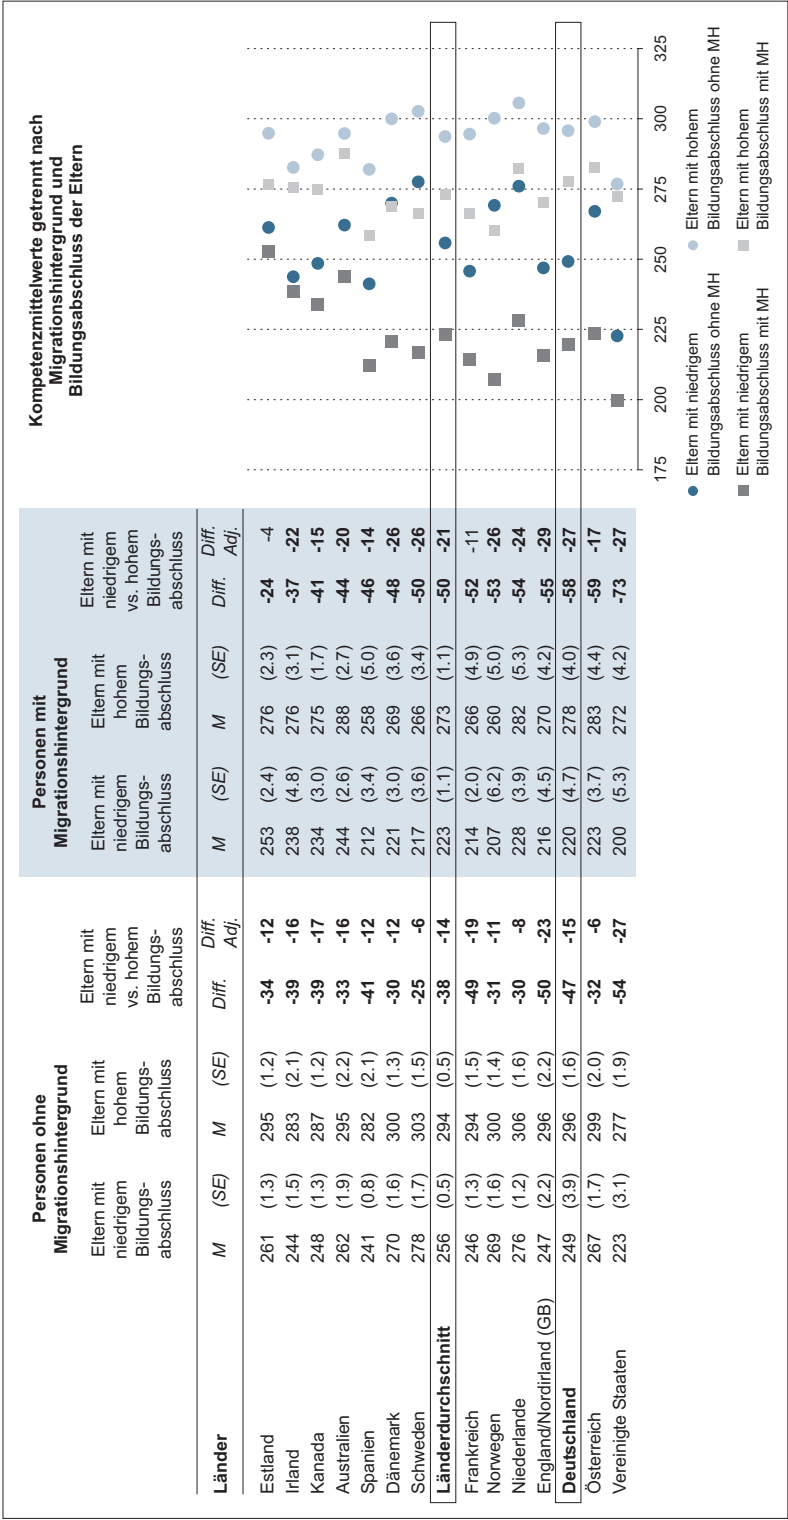 Personen ohne
Migrationshintergrund
Personen mit
Migrationshintergrund
Kompetenzmittelwerte getrennt nach
Migrationshintergrund und
Bildungsabschluss der Eltern
Eltern mit
niedrigem
Bildungs-
abschluss
Eltern mit
hohem
Bildungs-
abschluss
Eltern mit
niedrigem
vs. hohem
Bildungs-
abschluss
Eltern mit
niedrigem
Bildungs-
abschluss
Eltern mit
hohem
Bildungs-
abschluss
Eltern mit
niedrigem
vs. hohem
Bildungs-
abschluss
Länder M (SE) M (SE) Diff. Diff. Adj. M (SE) M (SE) Diff. Diff. Adj.
Estland 261 (1.3) 295 (1.2) -34 -12 253 (2.4) 276 (2.3) -24 -4
Irland 244 (1.5) 283 (2.1) -39 -16 238 (4.8) 276 (3.1) -37 -22
Kanada 248 (1.3) 287 (1.2) -39 -17 234 (3.0) 275 (1.7) -41 -15
Australien 262 (1.9) 295 (2.2) -33 -16 244 (2.6) 288 (2.7) -44 -20
Spanien 241 (0.8) 282 (2.1) -41 -12 212 (3.4) 258 (5.0) -46 -14
Dänemark 270 (1.6) 300 (1.3) -30 -12 221 (3.0) 269 (3.6) -48 -26
Schweden 278 (1.7) 303 (1.5) -25 -6 217 (3.6) 266 (3.4) -50 -26
Länderdurchschnitt 256 (0.5) 294 (0.5) -38 -14 223 (1.1) 273 (1.1) -50 -21
Frankreich 246 (1.3) 294 (1.5) -49 -19 214 (2.0) 266 (4.9) -52 -11
Norwegen 269 (1.6) 300 (1.4) -31 -11 207 (6.2) 260 (5.0) -53 -26
Niederlande 276 (1.2) 306 (1.6) -30 -8 228 (3.9) 282 (5.3) -54 -24
England/Nordirland (GB) 247 (2.2) 296 (2.2) -50 -23 216 (4.5) 270 (4.2) -55 -29
Deutschland 249 (3.9) 296 (1.6) -47 -15 220 (4.7) 278 (4.0) -58 -27
Österreich 267 (1.7) 299 (2.0) -32 -6 223 (3.7) 283 (4.4) -59 -17
Vereinigte Staaten 223 (3.1) 277 (1.9) -54 -27 200 (5.3) 272 (4.2) -73 -27
175 200 225 250 275 300 325
Eltern mit niedrigem
Bildungsabschluss ohne MH
Eltern mit hohem
Bildungsabschluss ohne MH
Eltern mit niedrigem
Bildungsabschluss mit MH
Eltern mit hohem
Bildungsabschluss mit MH